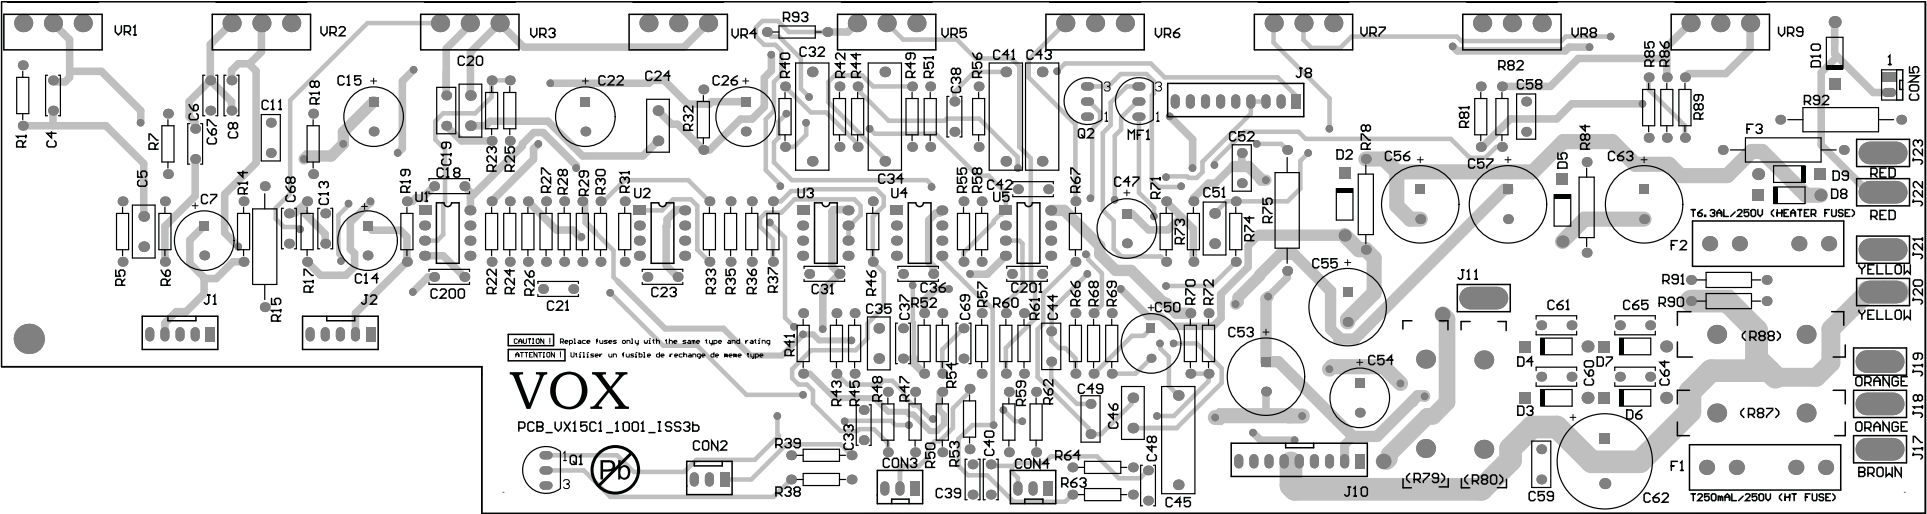 VR1 VR2 VR3 VR4 R93 VR5 VR6 VR7 VR8 VR9
R1 C4 R7 C6 C67 C8 C11 R18 C15 + C20 R23 R25 C22 + C24 R32 C26 + R40 C32 R42 R44 R49 R51 C38 R56 C41 C43 3 1 Q2 3 1 MF1 J8 R82 R81 C58 R85 R86 R89 D10 1 CON5
R92 F3 J23
RED
D9
D8
J22
RED
R5 C5 R6 C7 + R14 C68 R15 R17 C13 C14 + R19 U1 C19 C18 C200 R22 R24 R26 R27 R28 R29 R30 C21 R31 U2 C23 R33 R35 R36 R37 U3 C31 R46 C34 U4 C36 R55 R58 C42 U5 C201 R67 C47 + R71 R73 C51 C52 R74 R75 D2 R78 C56 + C57 + D5 R84 C63 +
T6.3AL/250V (HEATER FUSE)
F2 J21
YELLOW
R91
R90
J20
YELLOW
J1 J2
R41 C35 C37 R52 C69 R57 R60 R61 C44 R66 R68 R69 C50 + R70 R72 C53 + C55 + C54 + J11 C61 C65
(R88) J19
ORANGE
D4 D7 C60 C64
D3 D6
(R87) J18
ORANGE
CAUTION ! Replace fuses only with the same type and rating
ATTENTION ! Utiliser un fusible de rechange de meme type
VOX
PCB_VX15C1_1001_ISS3b
Q1 1 3 Pb CON2 R39 R38
R43 R45 C33 R48 R47 R50 R54 R53 R59 R62 C49 C46 C48 C45
CON3 C39 C40 CON4 R64 R63
J10 (R79) (R80) C59 C62 +
F1 J17
BROWN
T250mAL/250V (HT FUSE)